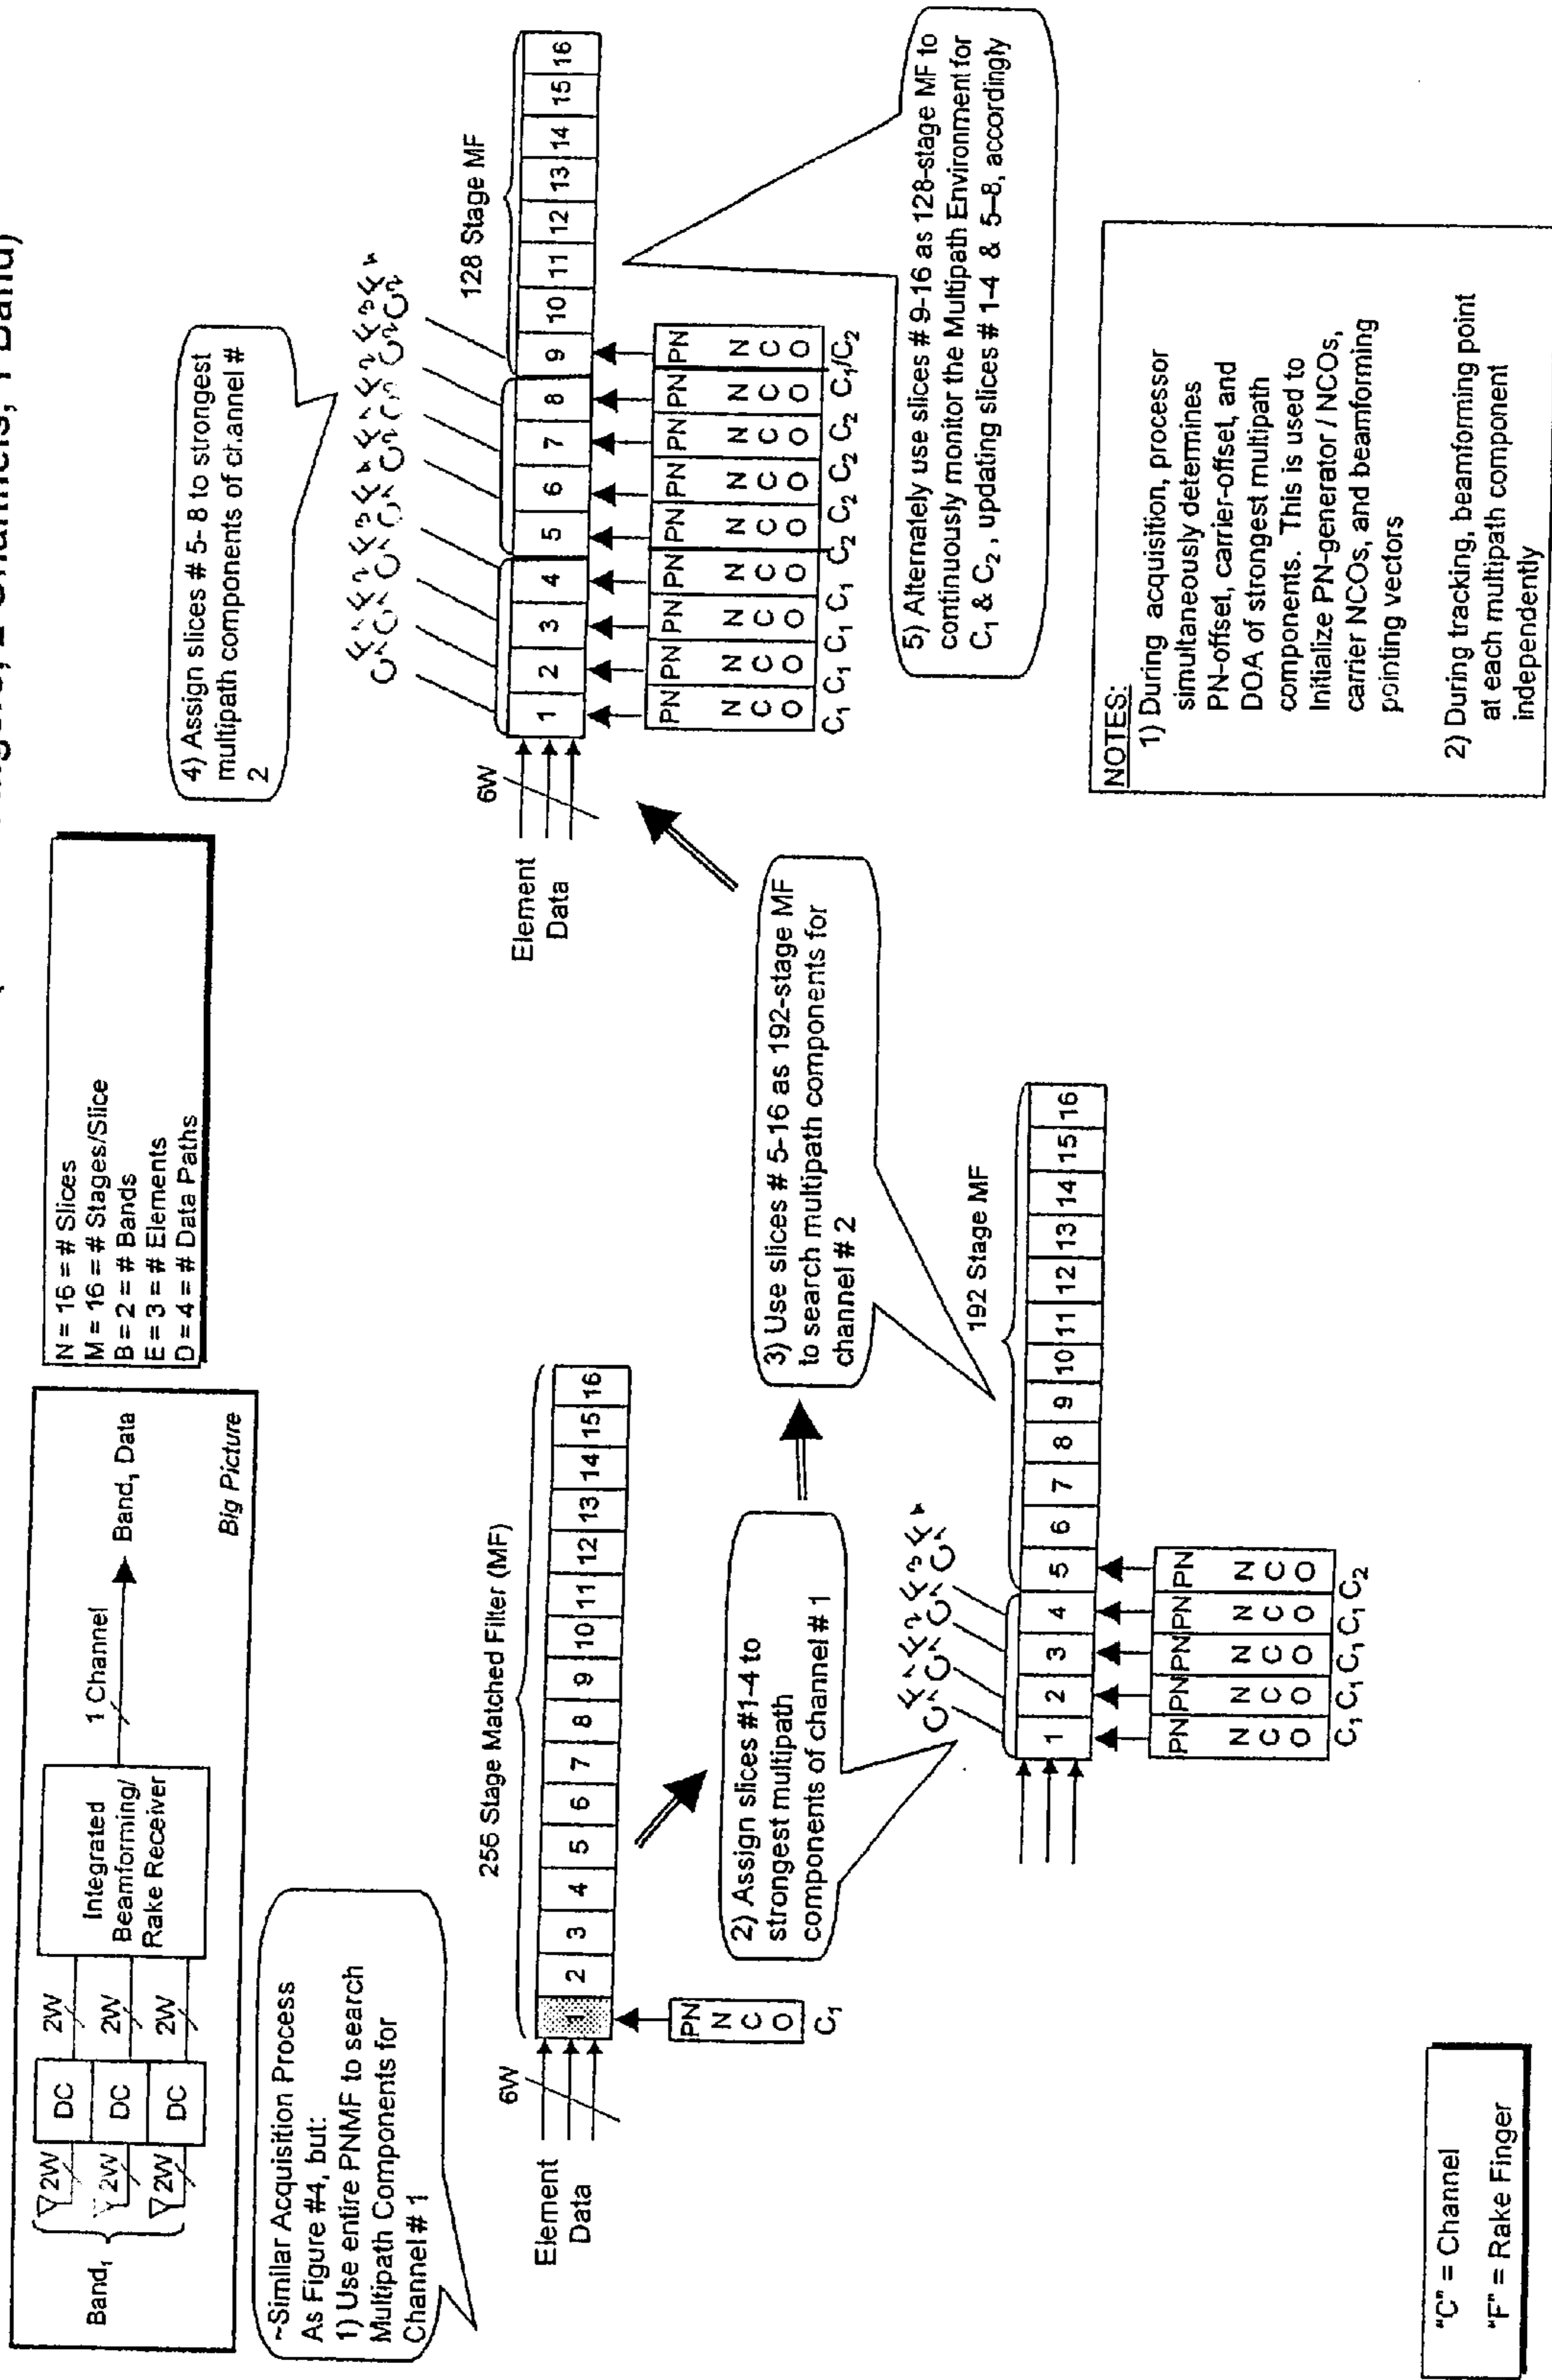 2 Channels, 1 Band)
Band₁
2W
2W
2W
DC
DC
DC
2W
2W
2W
Integrated
Beamforming/
Rake Receiver
1 Channel
Band, Data
Big Picture
N = 16 = # Slices
M = 16 = # Stages/Slice
B = 2 = # Bands
E = 3 = # Elements
D = 4 = # Data Paths
~Similar Acquisition Process
As Figure #4, but:
1) Use entire PNMF to search
Multipath Components for
Channel # 1
256 Stage Matched Filter (MF)
6W
Element
Data
1 2 3 4 5 6 7 8 9 10 11 12 13 14 15 16
PN
N
C
O
C₁
2) Assign slices #1-4 to
strongest multipath
components of channel # 1
192 Stage MF
1 2 3 4 5 6 7 8 9 10 11 12 13 14 15 16
PN PN PN PN PN
N N N N N
C C C C C
O O O O O
C₁ C₁ C₁ C₁ C₂
3) Use slices # 5-16 as 192-stage MF
to search multipath components for
channel # 2
4) Assign slices # 5- 8 to strongest
multipath components of channel #
2
128 Stage MF
6W
Element
Data
1 2 3 4 5 6 7 8 9 10 11 12 13 14 15 16
PN PN PN PN PN PN PN PN PN
N N N N N N N N N
C C C C C C C C C
O O O O O O O O O
C₁ C₁ C₁ C₁ C₂ C₂ C₂ C₂ C₁/C₂
5) Alternately use slices # 9-16 as 128-stage MF to
continuously monitor the Multipath Environment for
C₁ & C₂ , updating slices # 1-4 & 5–8, accordingly
NOTES:
1) During acquisition, processor
simultaneously determines
PN-offset, carrier-offset, and
DOA of strongest multipath
components. This is used to
Initialize PN-generator / NCOs,
carrier NCOs, and beamforming
pointing vectors
2) During tracking, beamforming point
at each multipath component
independently
"C" = Channel
"F" = Rake Finger